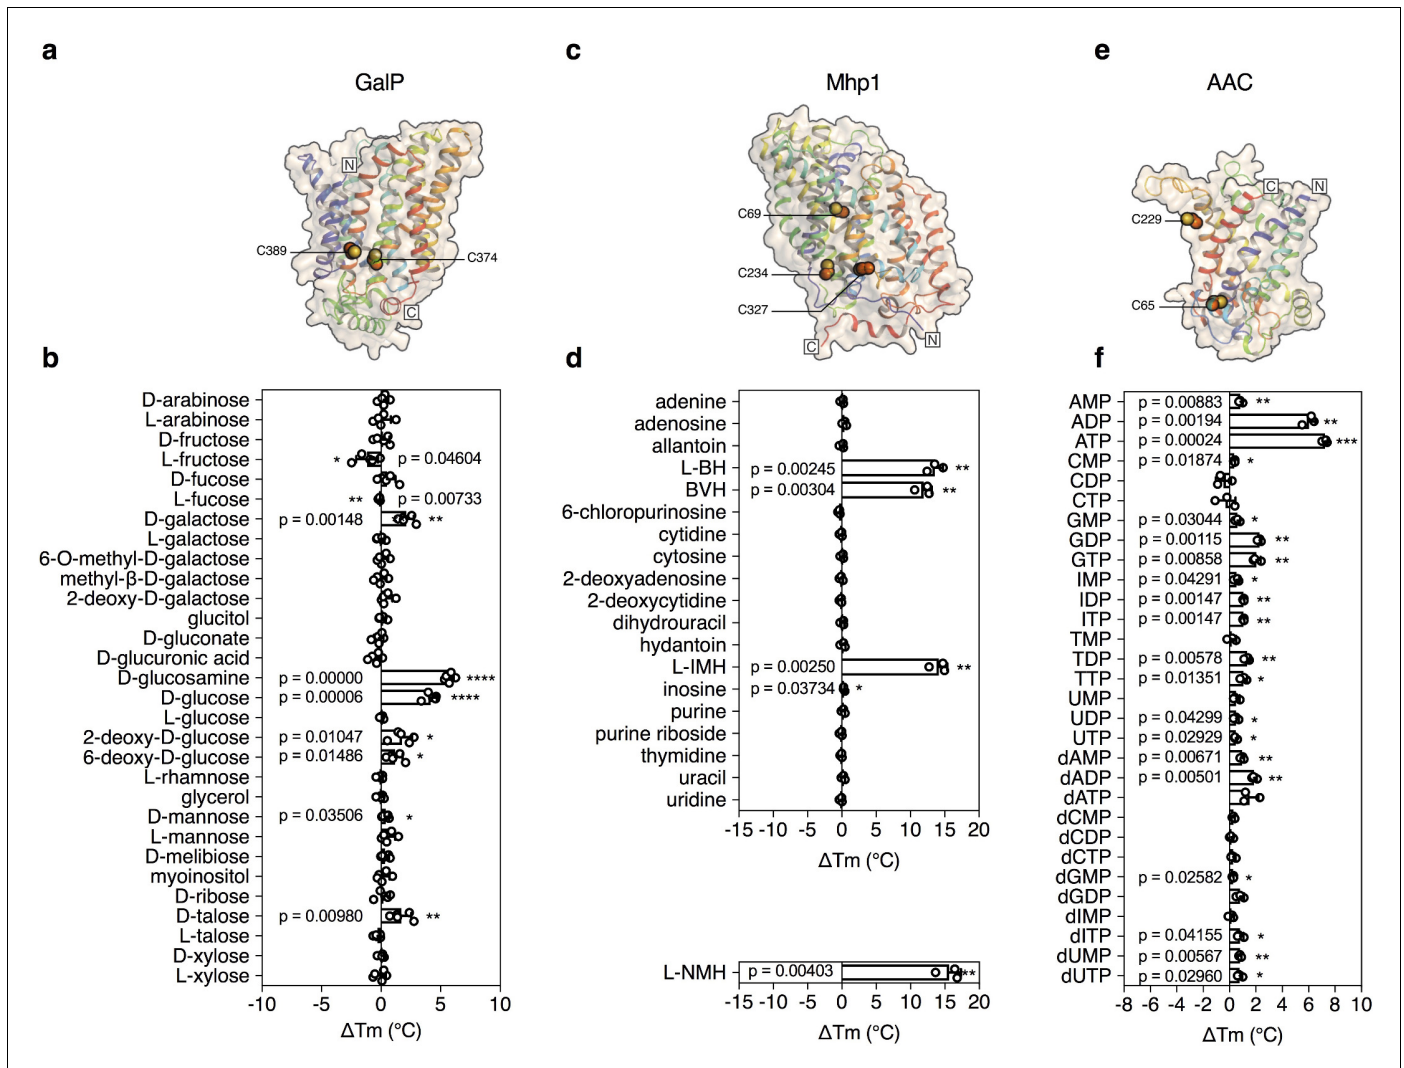 a
GalP
N
C389
C374
C
c
Mhp1
C69
C234
C327
C
N
e
AAC
C
N
C229
C65
b
D-arabinose
L-arabinose
D-fructose
L-fructose * p = 0.04604
D-fucose
L-fucose ** p = 0.00733
D-galactose p = 0.00148 **
L-galactose
6-O-methyl-D-galactose
methyl-β-D-galactose
2-deoxy-D-galactose
glucitol
D-gluconate
D-glucuronic acid
D-glucosamine p = 0.00000 ****
D-glucose p = 0.00006 ****
L-glucose
2-deoxy-D-glucose p = 0.01047 *
6-deoxy-D-glucose p = 0.01486 *
L-rhamnose
glycerol
D-mannose p = 0.03506 *
L-mannose
D-melibiose
myoinositol
D-ribose
D-talose p = 0.00980 **
L-talose
D-xylose
L-xylose
-10 -5 0 5 10
ΔTm (°C)
d
adenine
adenosine
allantoin
L-BH p = 0.00245 **
BVH p = 0.00304 **
6-chloropurinosine
cytidine
cytosine
2-deoxyadenosine
2-deoxycytidine
dihydrouracil
hydantoin
L-IMH p = 0.00250 **
inosine p = 0.03734 *
purine
purine riboside
thymidine
uracil
uridine
-15 -10 -5 0 5 10 15 20
ΔTm (°C)
L-NMH p = 0.00403 **
-15 -10 -5 0 5 10 15 20
ΔTm (°C)
f
AMP p = 0.00883 **
ADP p = 0.00194 **
ATP p = 0.00024 ***
CMP p = 0.01874 *
CDP
CTP
GMP p = 0.03044 *
GDP p = 0.00115 **
GTP p = 0.00858 **
IMP p = 0.04291 *
IDP p = 0.00147 **
ITP p = 0.00147 **
TMP
TDP p = 0.00578 **
TTP p = 0.01351 *
UMP
UDP p = 0.04299 *
UTP p = 0.02929 *
dAMP p = 0.00671 **
dADP p = 0.00501 **
dATP
dCMP
dCDP
dCTP
dGMP p = 0.02582 *
dGDP
dIMP
dITP p = 0.04155 *
dUMP p = 0.00567 **
dUTP p = 0.02960 *
-8 -6 -4 -2 0 2 4 6 8 10
ΔTm (°C)